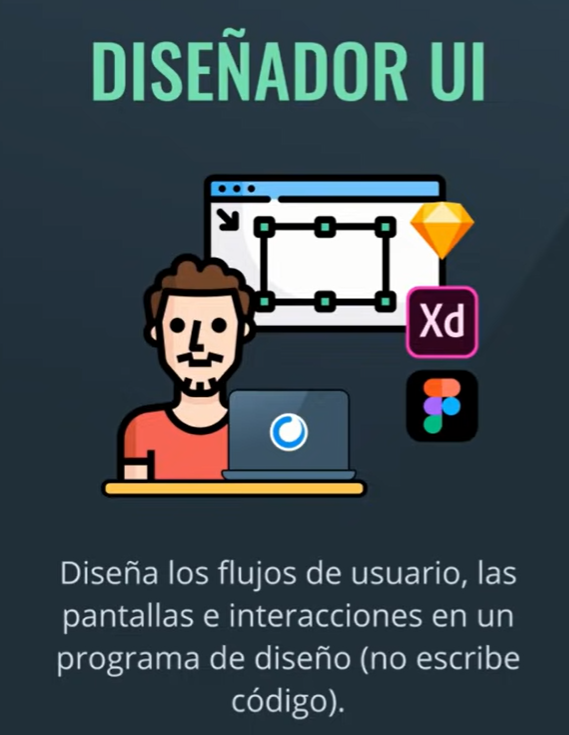 DISEÑADOR UI
Xd
Diseña los flujos de usuario, las
pantallas e interacciones en un
programa de diseño (no escribe
código).